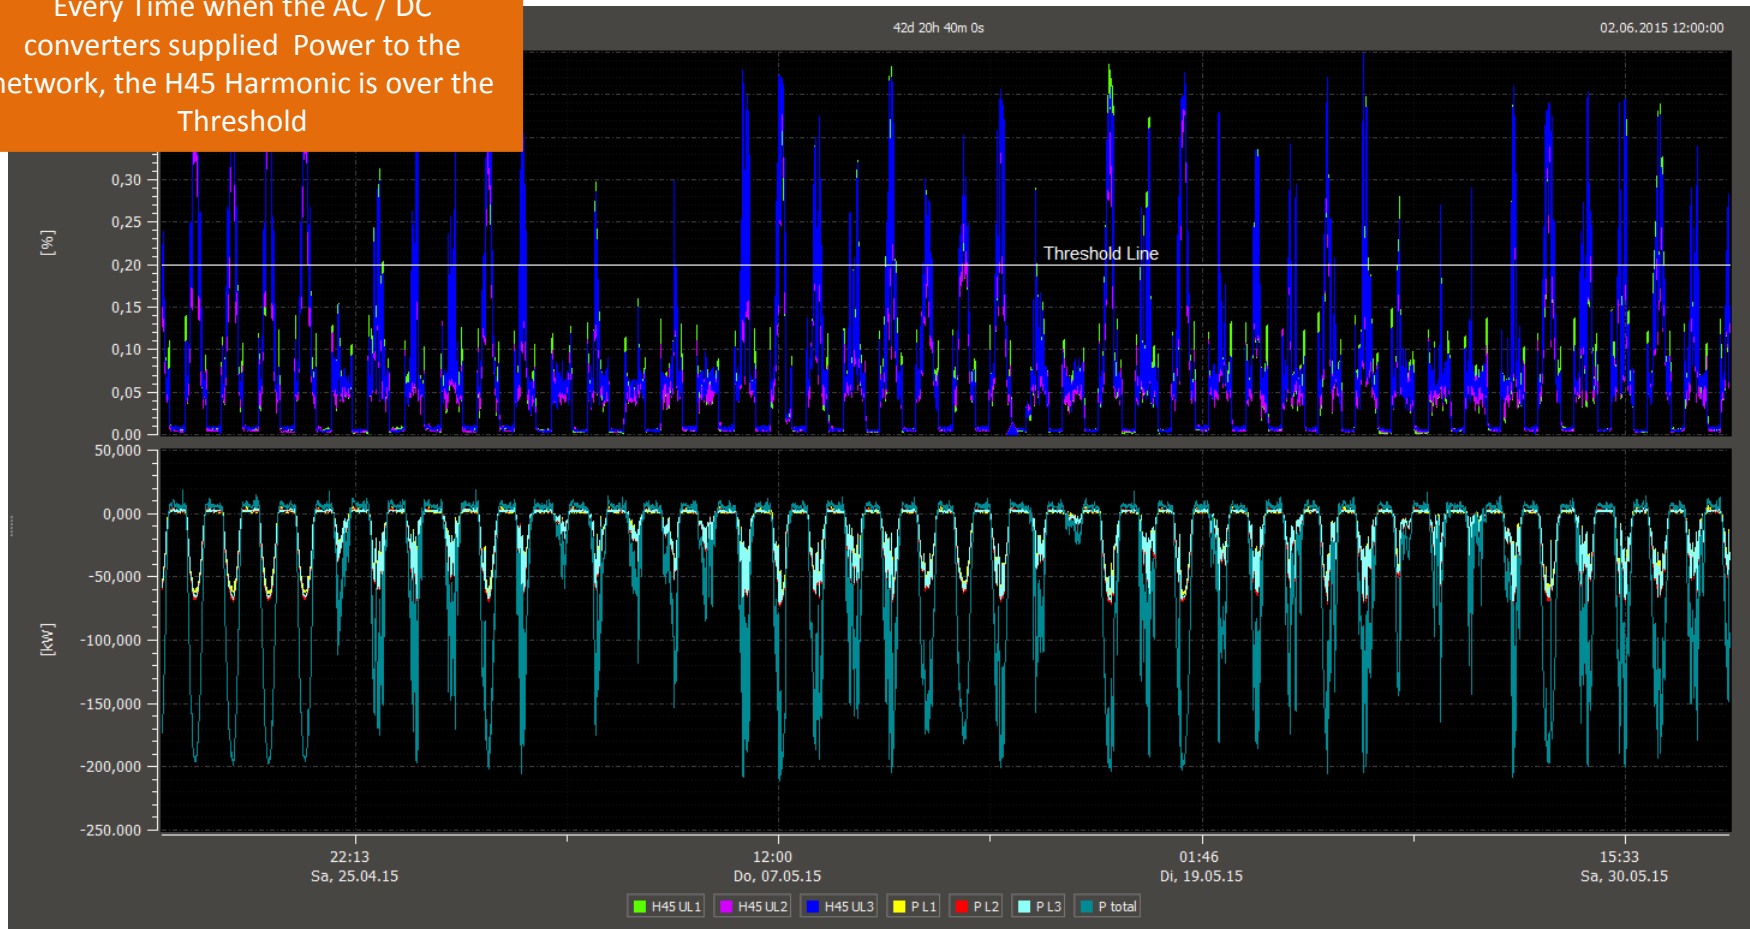 Every Time when the AC / DC
converters supplied Power to the
network, the H45 Harmonic is over the
Threshold
42d 20h 40m 0s
02.06.2015 12:00:00
[%]
0,30
0,25
0,20
0,15
0,10
0,05
0.00
Threshold Line
[kW]
50,000
0,000
-50,000
-100,000
-150,000
-200,000
-250.000
22:13
Sa, 25.04.15
12:00
Do, 07.05.15
01:46
Di, 19.05.15
15:33
Sa, 30.05.15
H45 UL1 H45 UL2 H45 UL3 P L1 P L2 P L3 P total